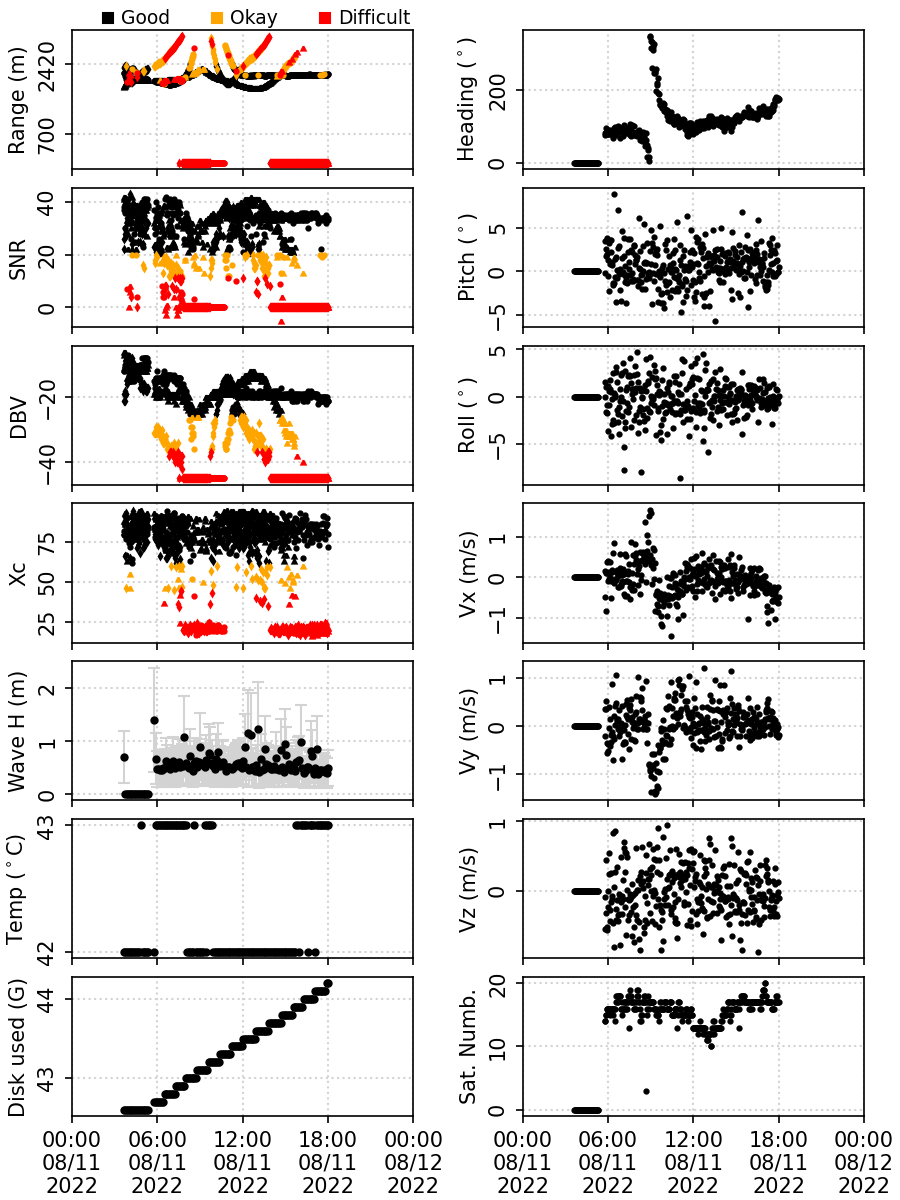 Good Okay Difficult
Range (m)
2420
700
Heading (°)
200
0
SNR
40
20
0
Pitch (°)
5
0
−5
DBV
−20
−40
Roll (°)
5
0
−5
Xc
75
50
25
Vx (m/s)
1
0
−1
Wave H (m)
2
1
0
Vy (m/s)
1
0
−1
Temp (°C)
43
42
Vz (m/s)
1
0
Disk used (G)
44
43
Sat. Numb.
20
10
0
00:00 06:00 12:00 18:00 00:00
08/11 08/11 08/11 08/11 08/12
2022 2022 2022 2022 2022
00:00 06:00 12:00 18:00 00:00
08/11 08/11 08/11 08/11 08/12
2022 2022 2022 2022 2022